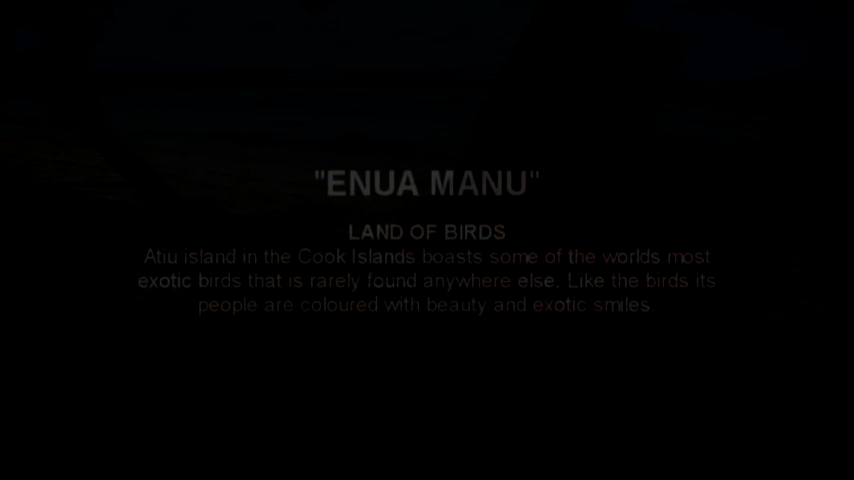 "ENUA MANU"
LAND OF BIRDS
Atiu island in the Cook Islands boasts some of the worlds most
exotic birds that is rarely found anywhere else. Like the birds its
people are coloured with beauty and exotic smiles